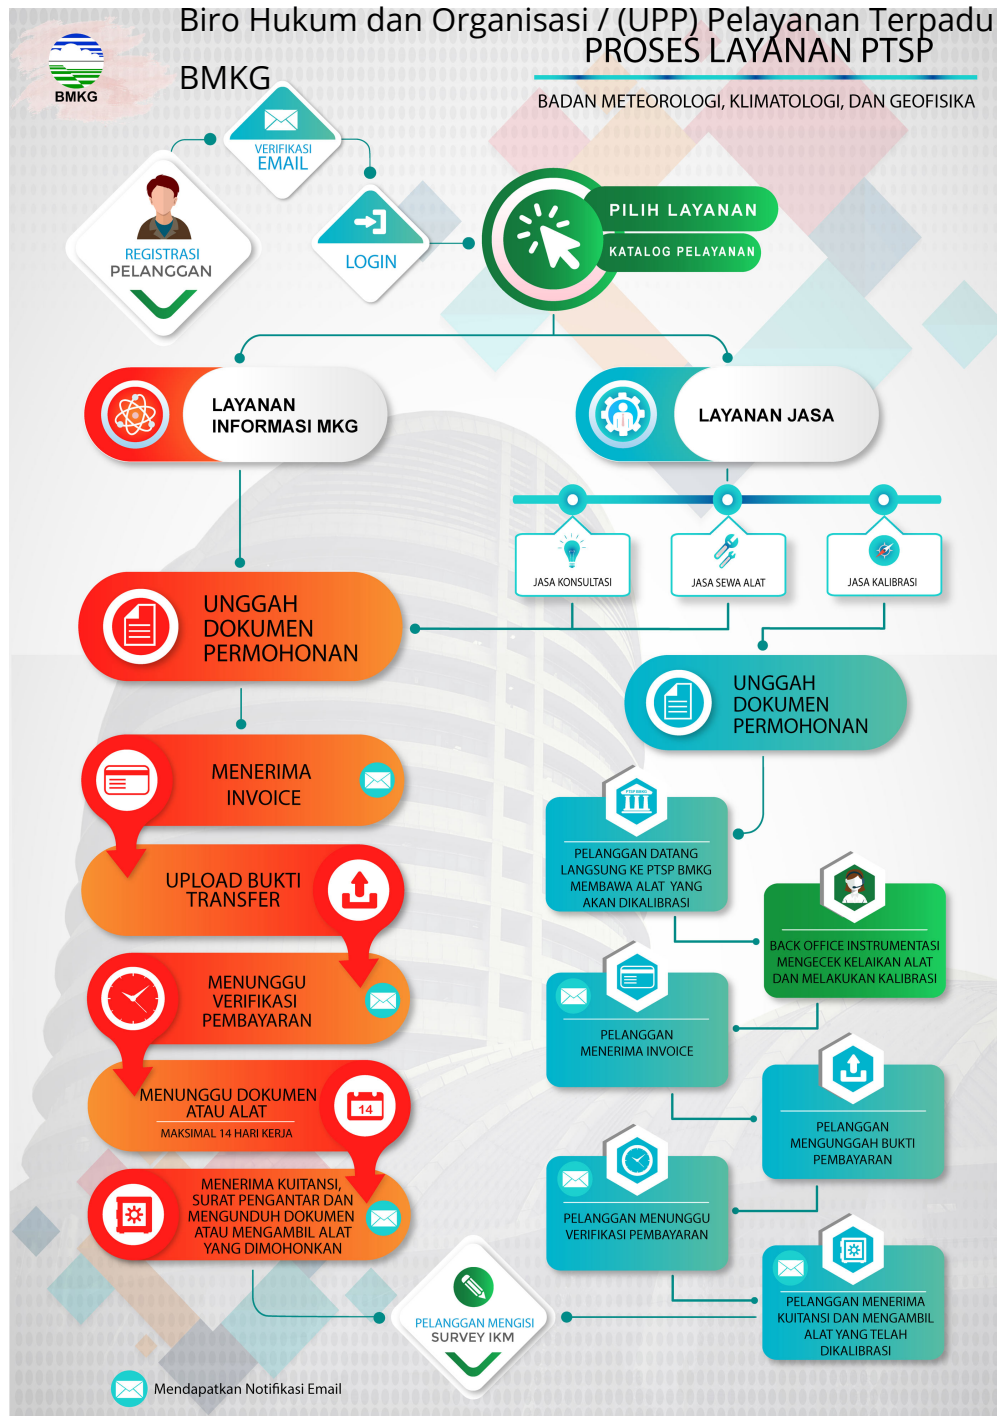 Biro Hukum dan Organisasi / (UPP) Pelayanan Terpadu
BMKG
PROSES LAYANAN PTSP
BADAN METEOROLOGI, KLIMATOLOGI, DAN GEOFISIKA
BMKG
VERIFIKASI
EMAIL
REGISTRASI
PELANGGAN
LOGIN
PILIH LAYANAN
KATALOG PELAYANAN
LAYANAN
INFORMASI MKG
LAYANAN JASA
JASA KONSULTASI
JASA SEWA ALAT
JASA KALIBRASI
UNGGAH
DOKUMEN
PERMOHONAN
MENERIMA
INVOICE
UPLOAD BUKTI
TRANSFER
MENUNGGU
VERIFIKASI
PEMBAYARAN
MENUNGGU DOKUMEN
ATAU ALAT
MAKSIMAL 14 HARI KERJA
14
MENERIMA KUITANSI,
SURAT PENGANTAR DAN
MENGUNDUH DOKUMEN
ATAU MENGAMBIL ALAT
YANG DIMOHONKAN
UNGGAH
DOKUMEN
PERMOHONAN
PTSP BMKG
PELANGGAN DATANG
LANGSUNG KE PTSP BMKG
MEMBAWA ALAT YANG
AKAN DIKALIBRASI
BACK OFFICE INSTRUMENTASI
MENGECEK KELAIKAN ALAT
DAN MELAKUKAN KALIBRASI
PELANGGAN
MENERIMA INVOICE
PELANGGAN
MENGUNGGAH BUKTI
PEMBAYARAN
PELANGGAN MENUNGGU
VERIFIKASI PEMBAYARAN
PELANGGAN MENERIMA
KUITANSI DAN MENGAMBIL
ALAT YANG TELAH
DIKALIBRASI
PELANGGAN MENGISI
SURVEY IKM
Mendapatkan Notifikasi Email